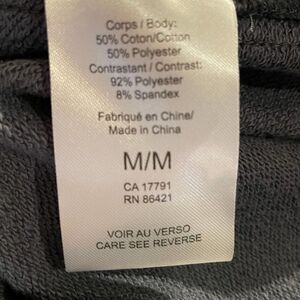 Corps / Body:
50% Coton/Cotton
50% Polyester
Contrastant / Contrast:
92% Polyester
8% Spandex
Fabriqué en Chine/
Made in China
M/M
CA 17791
RN 86421
VOIR AU VERSO
CARE SEE REVERSE